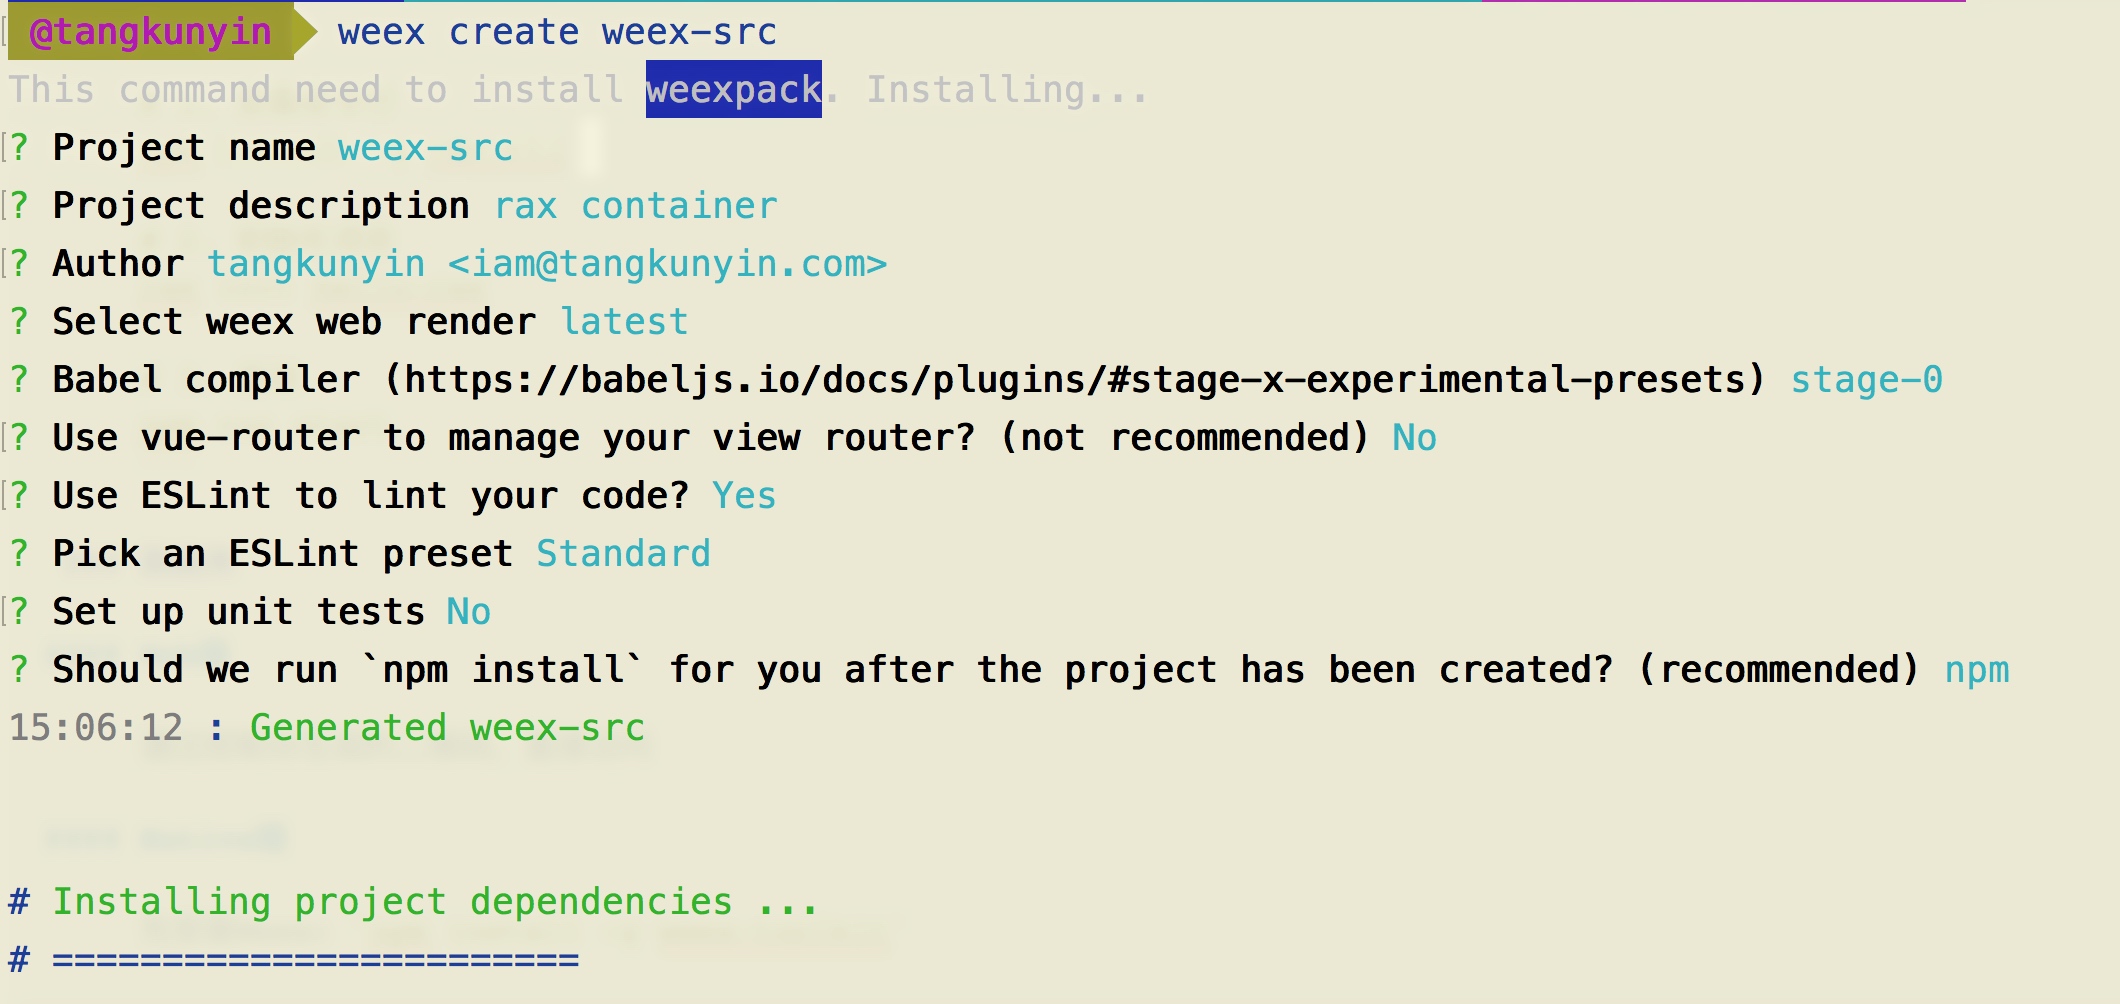 @tangkunyin weex create weex-src
This command need to install weexpack. Installing...
? Project name weex-src
? Project description rax container
? Author tangkunyin <iam@tangkunyin.com>
? Select weex web render latest
? Babel compiler (https://babeljs.io/docs/plugins/#stage-x-experimental-presets) stage-0
? Use vue-router to manage your view router? (not recommended) No
? Use ESLint to lint your code? Yes
? Pick an ESLint preset Standard
? Set up unit tests No
? Should we run `npm install` for you after the project has been created? (recommended) npm
15:06:12 : Generated weex-src
# Installing project dependencies ...
# ========================